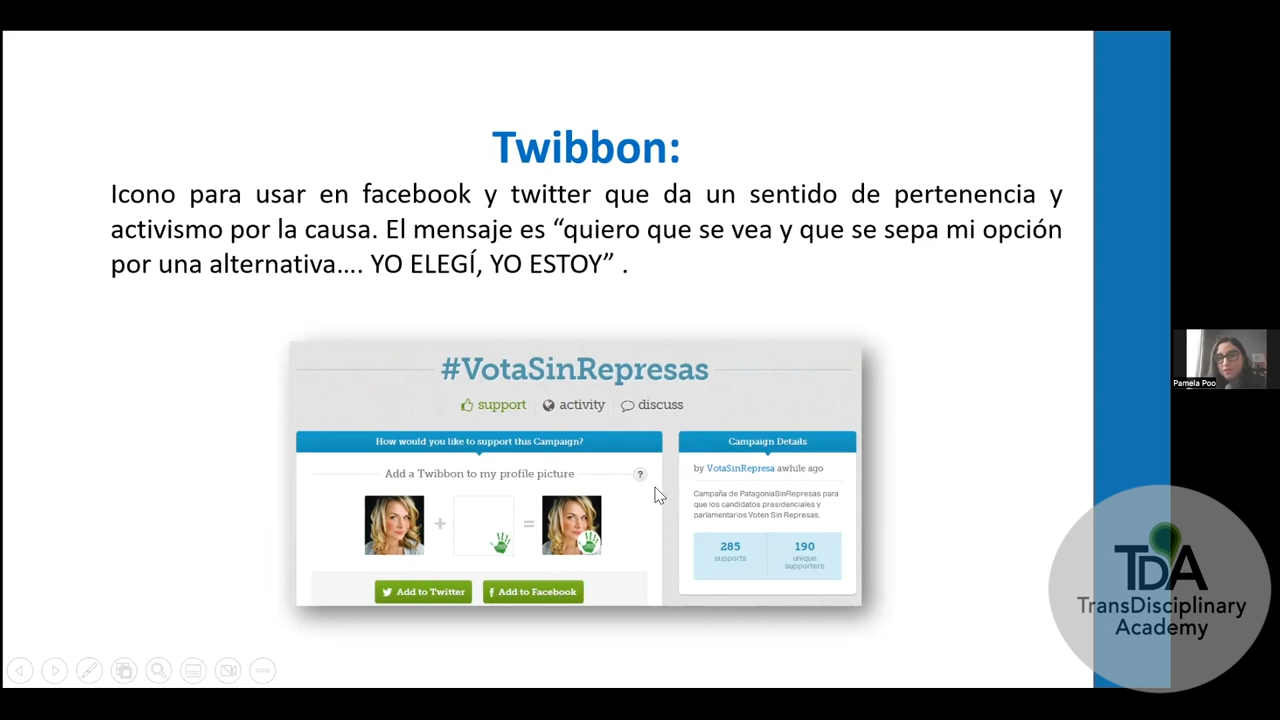 Twibbon:
Icono para usar en facebook y twitter que da un sentido de pertenencia y
activismo por la causa. El mensaje es “quiero que se vea y que se sepa mi opción
por una alternativa…. YO ELEGÍ, YO ESTOY” .
#VotaSinRepresas
support activity discuss
How would you like to support this Campaign?
Add a Twibbon to my profile picture ?
+ =
Add to Twitter Add to Facebook
Campaign Details
by VotaSinRepresa awhile ago
Campaña de PatagoniaSinRepresas para
que los candidatos presidenciales y
parlamentarios Voten Sin Represas.
285 190
supports unique
supporters
Pamela Poo
TDA
TransDisciplinary
Academy